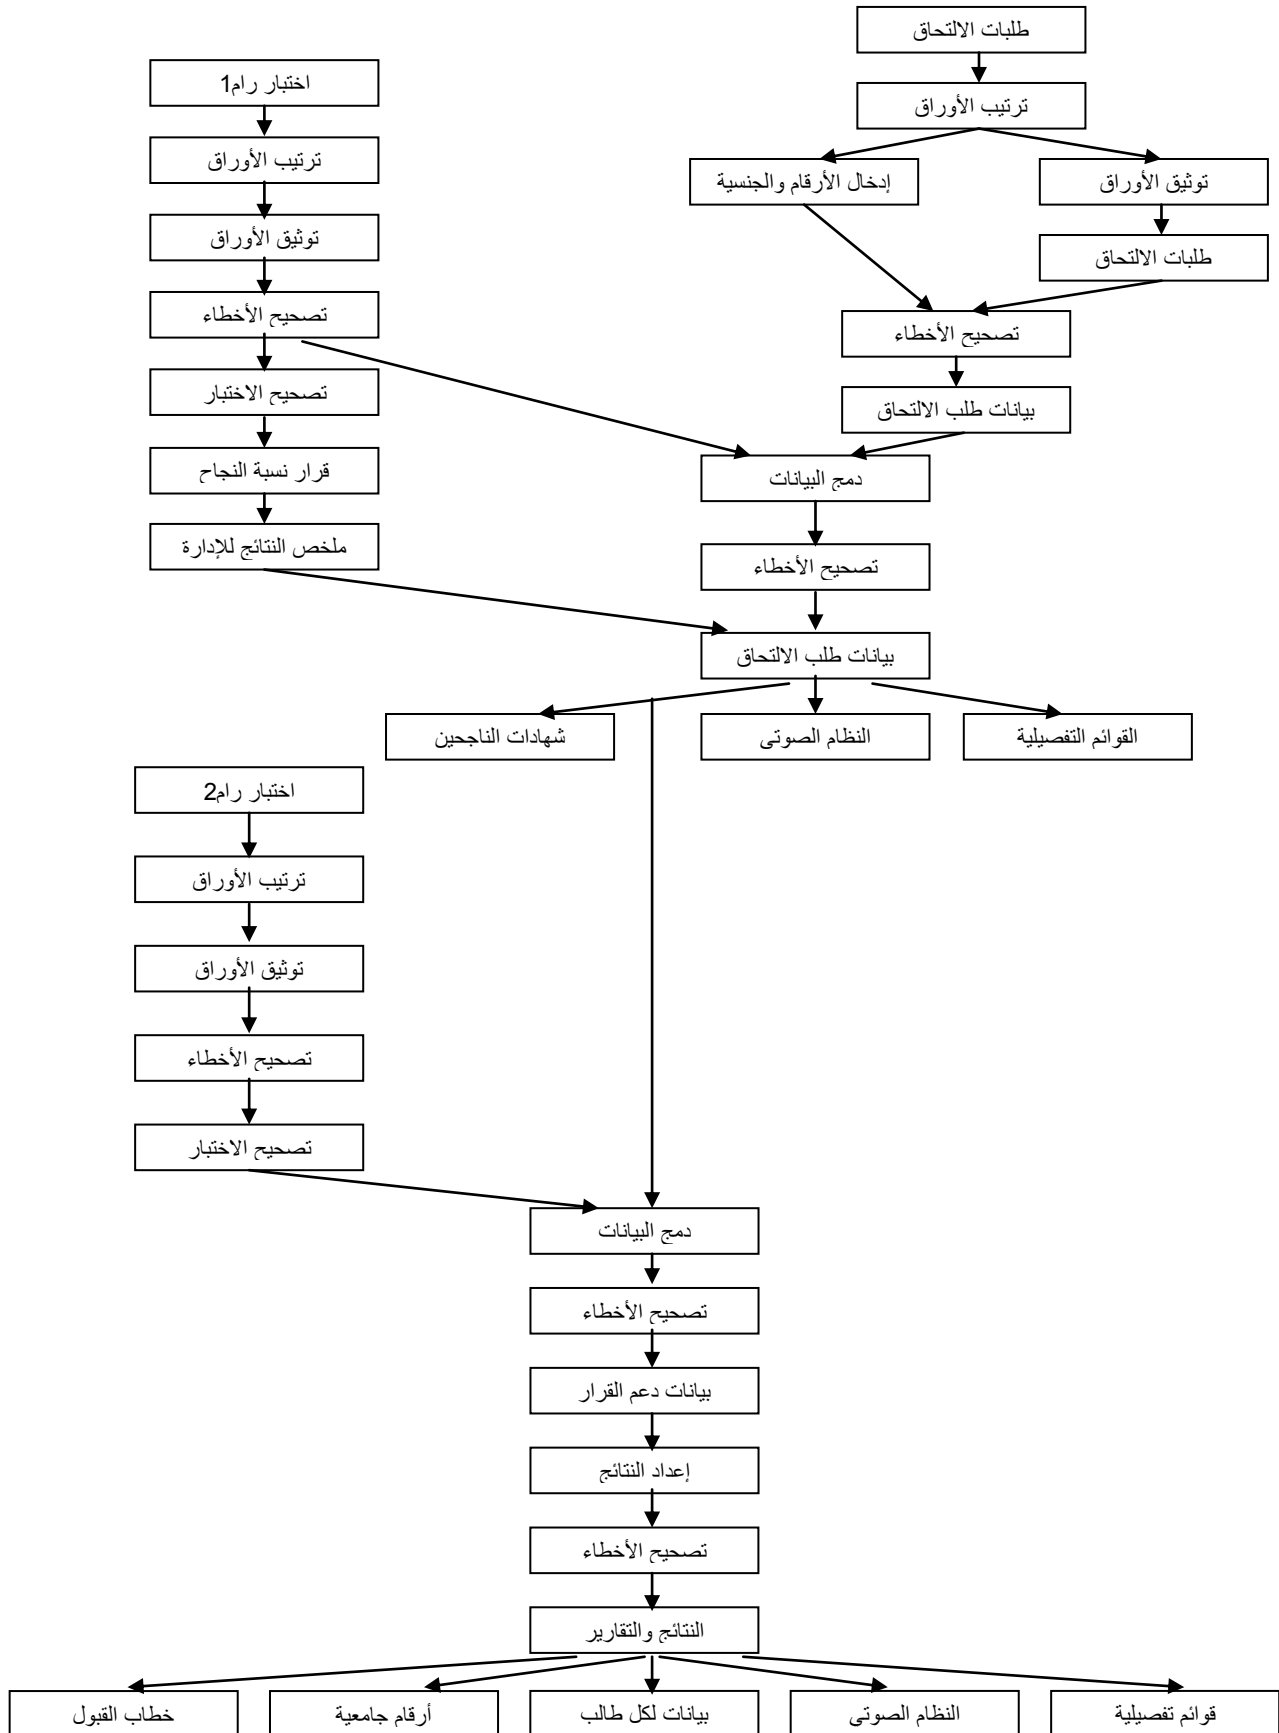 طلبات الالتحاق
اختبار رام1
ترتيب الأوراق
ترتيب الأوراق
توثيق الأوراق
إدخال الأرقام والجنسية
توثيق الأوراق
طلبات الالتحاق
تصحيح الأخطاء
تصحيح الأخطاء
تصحيح الاختبار
بيانات طلب الالتحاق
قرار نسبة النجاح
دمج البيانات
ملخص النتائج للإدارة
تصحيح الأخطاء
بيانات طلب الالتحاق
القوائم التفصيلية
النظام الصوتى
شهادات الناجحين
اختبار رام2
ترتيب الأوراق
توثيق الأوراق
تصحيح الأخطاء
تصحيح الاختبار
دمج البيانات
تصحيح الأخطاء
بيانات دعم القرار
إعداد النتائج
تصحيح الأخطاء
النتائج والتقارير
قوائم تفصيلية
النظام الصوتى
بيانات لكل طالب
أرقام جامعية
خطاب القبول